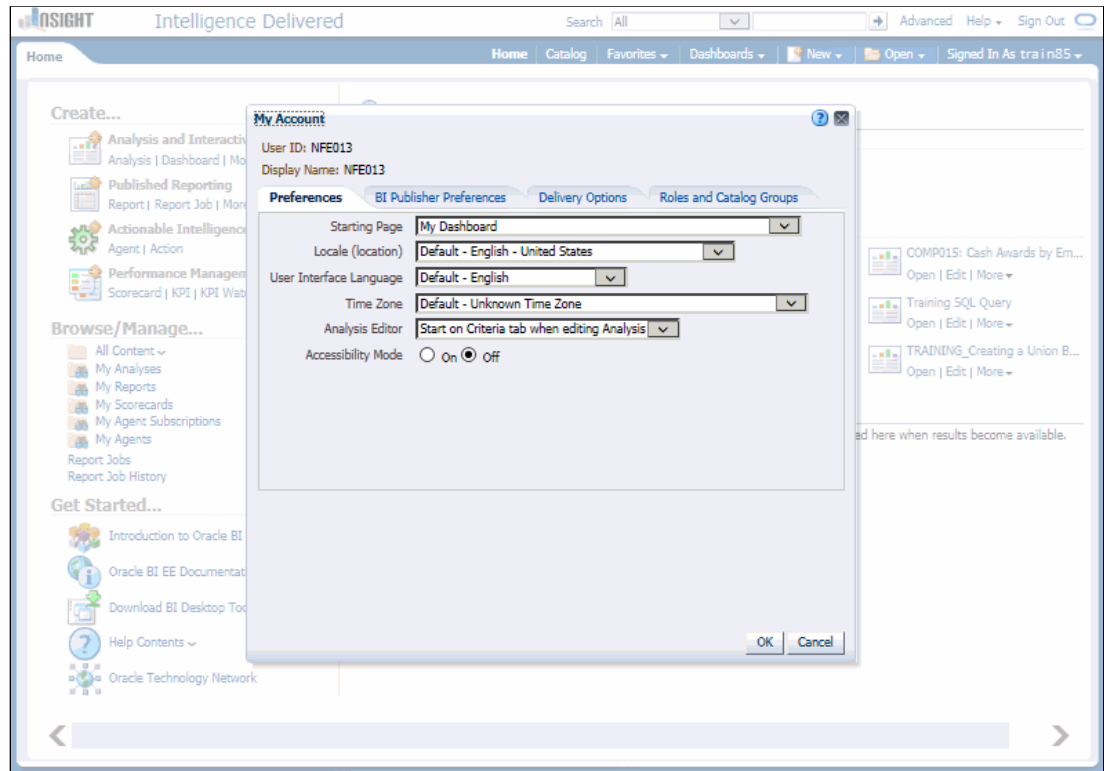 INSIGHT Intelligence Delivered Search All Advanced Help Sign Out
Home Home Catalog Favorites Dashboards New Open Signed In As train85
Create...
Analysis and Interactiv
Analysis | Dashboard | Mo
Published Reporting
Report | Report Job | More
Actionable Intelligence
Agent | Action
Performance Managem
Scorecard | KPI | KPI Wat
Browse/Manage...
All Content
My Analyses
My Reports
My Scorecards
My Agent Subscriptions
My Agents
Report Jobs
Report Job History
Get Started...
Introduction to Oracle BI
Oracle BI EE Documentat
Download BI Desktop Too
Help Contents
Oracle Technology Network
My Account
User ID: NFE013
Display Name: NFE013
Preferences BI Publisher Preferences Delivery Options Roles and Catalog Groups
Starting Page My Dashboard
Locale (location) Default - English - United States
User Interface Language Default - English
Time Zone Default - Unknown Time Zone
Analysis Editor Start on Criteria tab when editing Analysis
Accessibility Mode On Off
OK Cancel
COMP015: Cash Awards by Em...
Open | Edit | More
Training SQL Query
Open | Edit | More
TRAINING_Creating a Union B...
Open | Edit | More
ed here when results become available.